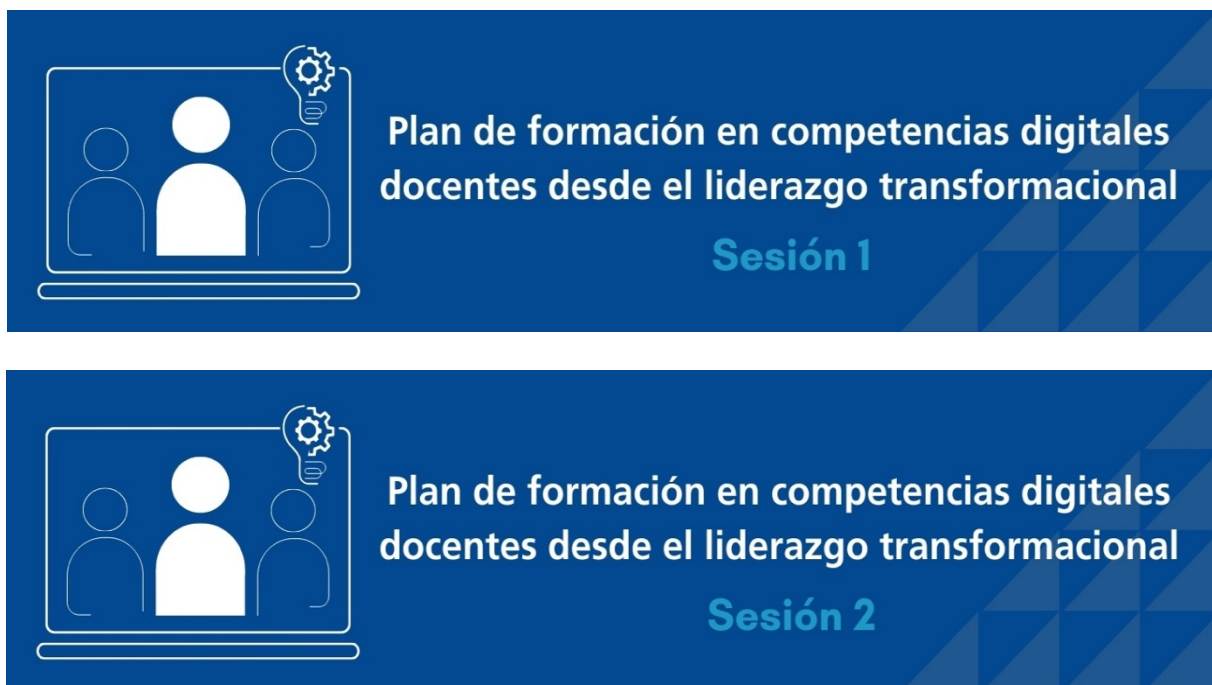 Plan de formación en competencias digitales
docentes desde el liderazgo transformacional
Sesión 1
Plan de formación en competencias digitales
docentes desde el liderazgo transformacional
Sesión 2